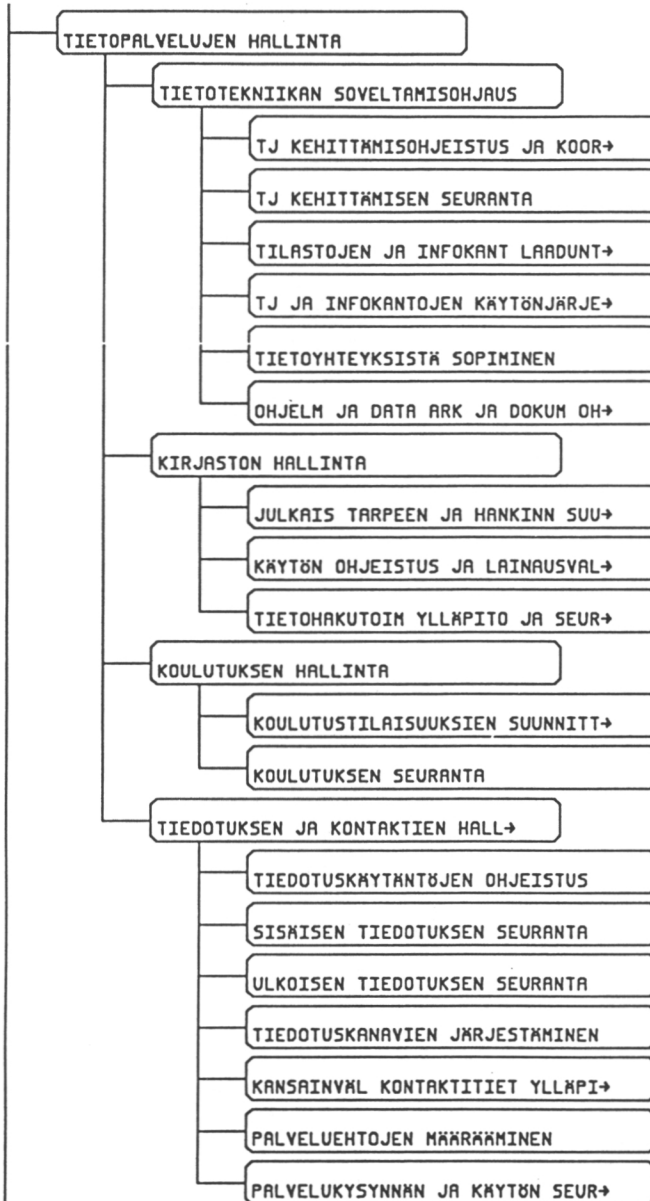 TIETOPALVELUJEN HALLINTA
TIETOTEKNIIKAN SOVELTAMISOHJAUS
TJ KEHITTÄMISOHJEISTUS JA KOOR→
TJ KEHITTÄMISEN SEURANTA
TILASTOJEN JA INFOKANT LAADUNT→
TJ JA INFOKANTOJEN KÄYTÖNJÄRJE→
TIETOYHTEYKSISTÄ SOPIMINEN
OHJELM JA DATA ARK JA DOKUM OH→
KIRJASTON HALLINTA
JULKAIS TARPEEN JA HANKINN SUU→
KÄYTÖN OHJEISTUS JA LAINAUSVAL→
TIETOHAKUTOIM YLLÄPITO JA SEUR→
KOULUTUKSEN HALLINTA
KOULUTUSTILAISUUKSIEN SUUNNITT→
KOULUTUKSEN SEURANTA
TIEDOTUKSEN JA KONTAKTIEN HALL→
TIEDOTUSKÄYTÄNTÖJEN OHJEISTUS
SISÄISEN TIEDOTUKSEN SEURANTA
ULKOISEN TIEDOTUKSEN SEURANTA
TIEDOTUSKANAVIEN JÄRJESTÄMINEN
KANSAINVÄL KONTAKTITIET YLLÄPI→
PALVELUEHTOJEN MÄÄRÄÄMINEN
PALVELUKYSYNNÄN JA KÄYTÖN SEUR→